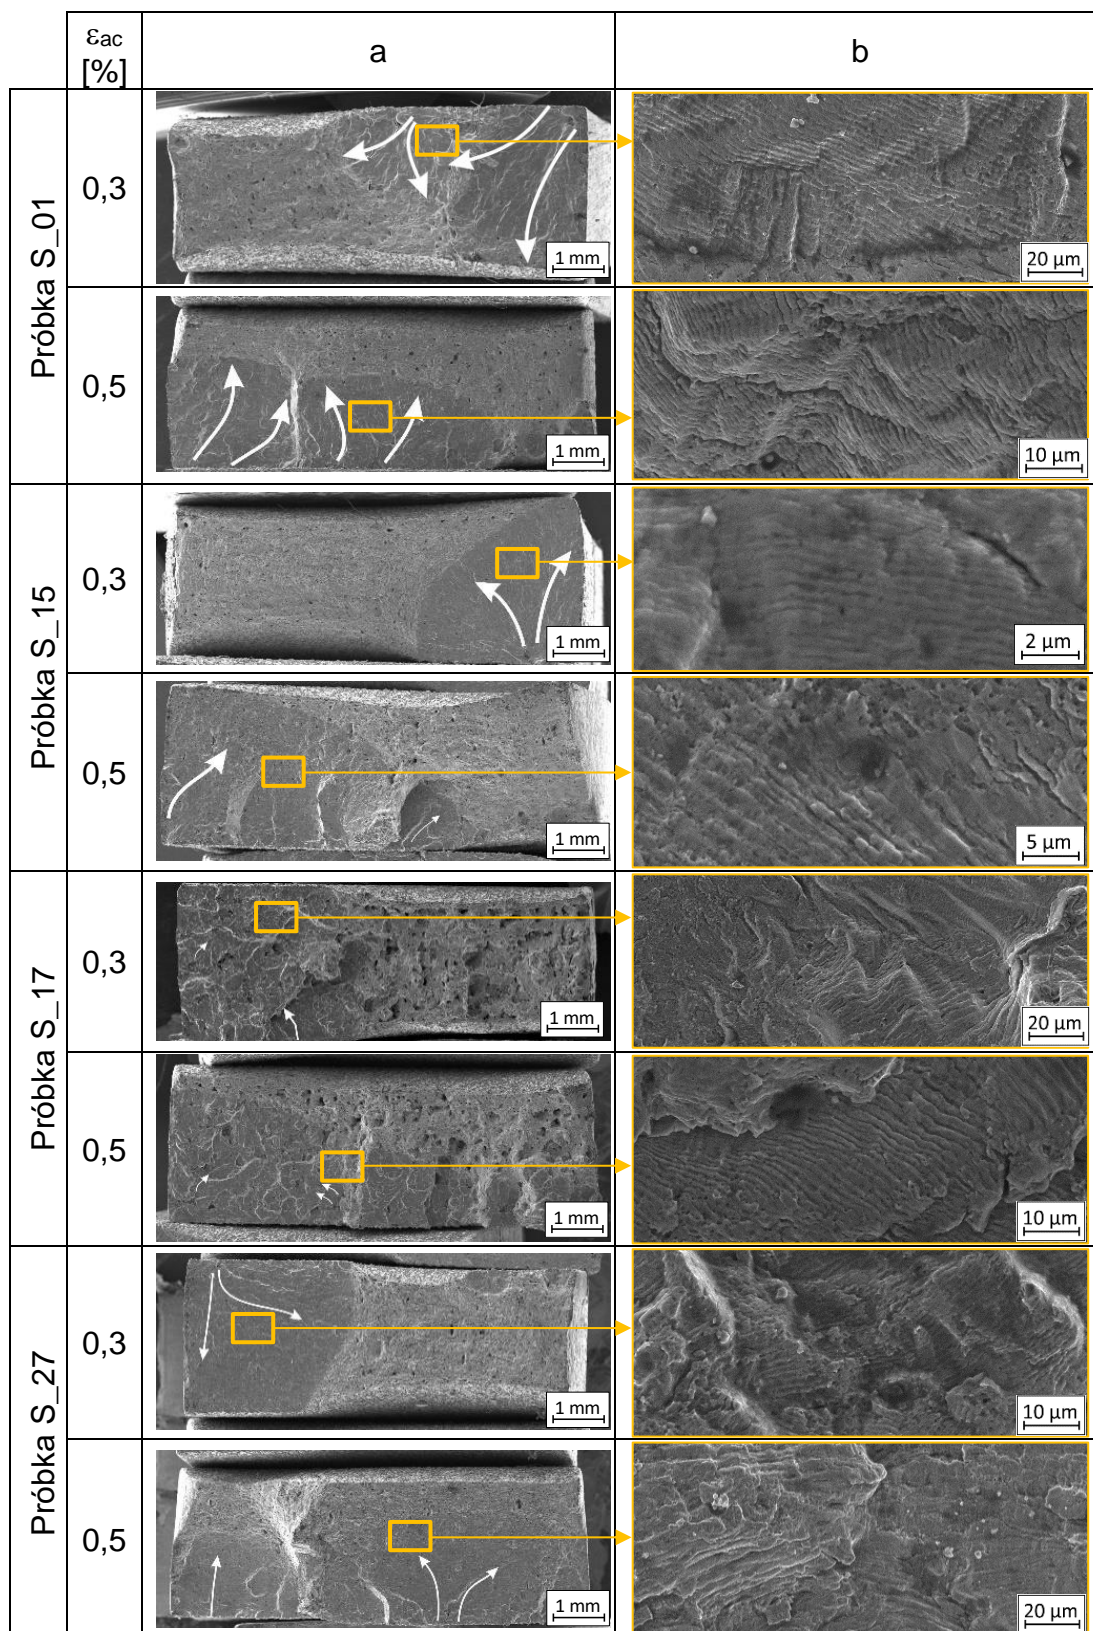 εac
[%]
a
b
Próbka S_01
0,3
1 mm
20 µm
0,5
1 mm
10 µm
Próbka S_15
0,3
1 mm
2 µm
0,5
1 mm
5 µm
Próbka S_17
0,3
1 mm
20 µm
0,5
1 mm
10 µm
Próbka S_27
0,3
1 mm
10 µm
0,5
1 mm
20 µm